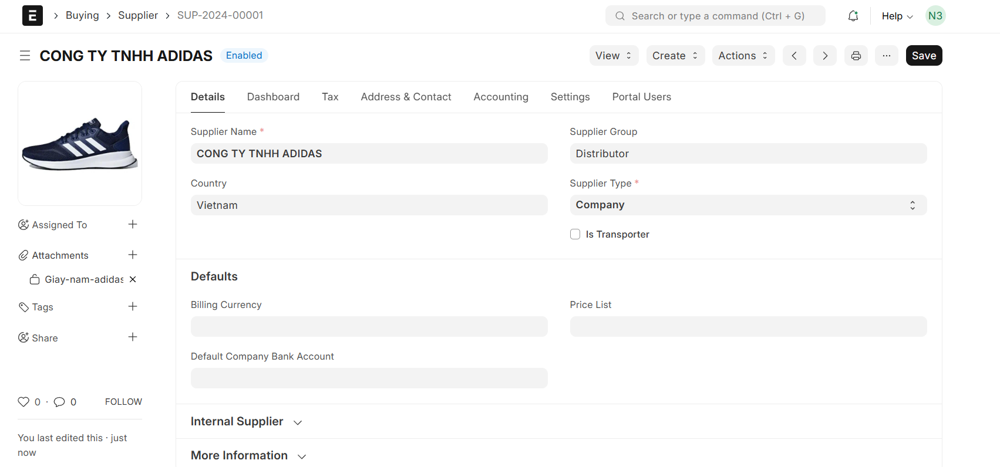 E > Buying > Supplier > SUP-2024-00001
Search or type a command (Ctrl + G)
Help
N3
CONG TY TNHH ADIDAS
Enabled
View
Create
Actions
...
Save
Details Dashboard Tax Address & Contact Accounting Settings Portal Users
Supplier Name *
CONG TY TNHH ADIDAS
Supplier Group
Distributor
Country
Vietnam
Supplier Type *
Company
Is Transporter
Assigned To +
Attachments +
Giay-nam-adidas ×
Tags +
Share +
Defaults
Billing Currency
Price List
Default Company Bank Account
0 · 0 FOLLOW
You last edited this · just
now
Internal Supplier
More Information